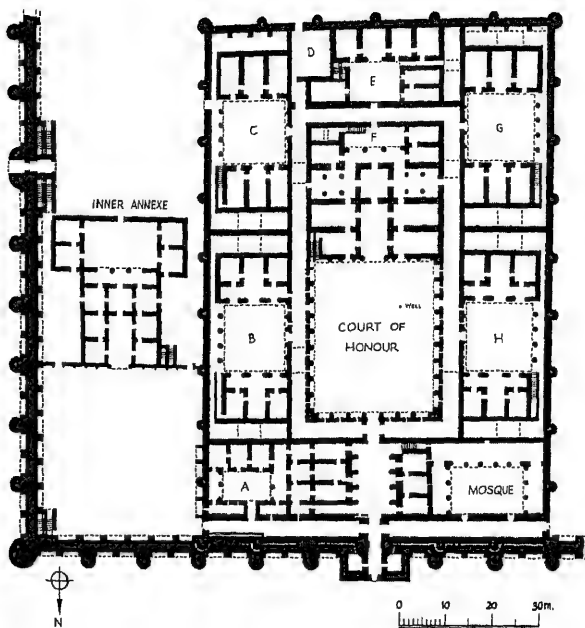 D
E
C
F
G
INNER ANNEXE
WELL
B
COURT OF
HONOUR
H
A
MOSQUE
N
0 10 20 30m.